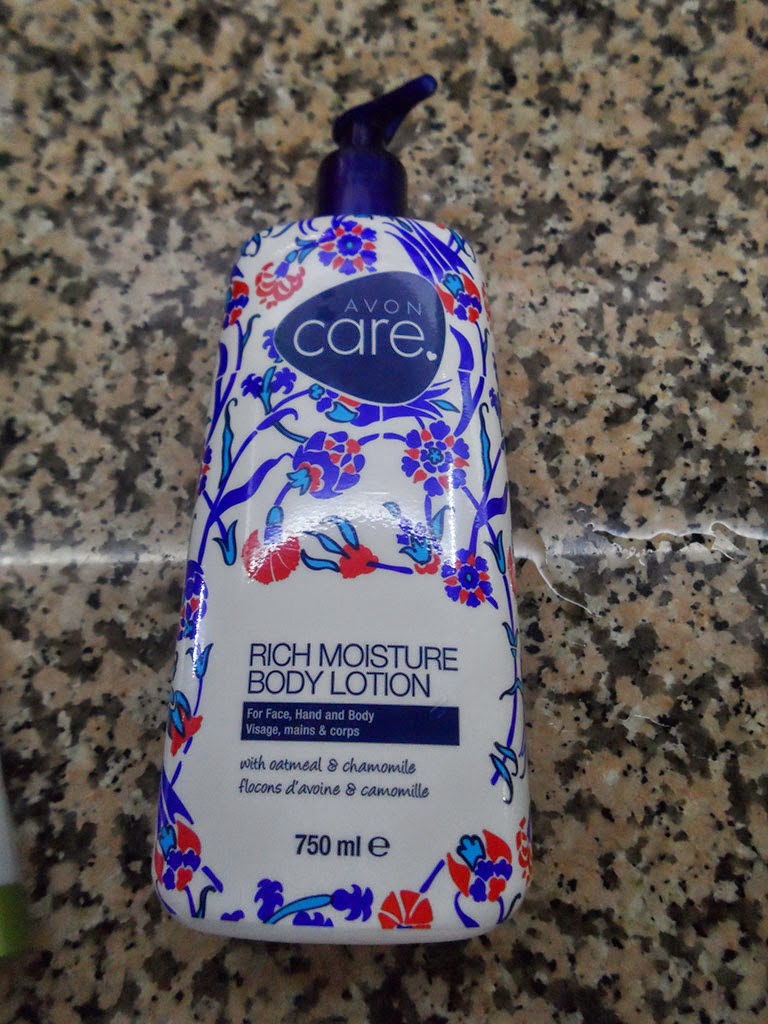 AVON
care.
RICH MOISTURE
BODY LOTION
For Face, Hand and Body
Visage, mains & corps
with oatmeal & chamomile
flocons d'avoine & camomille
750 ml ℮